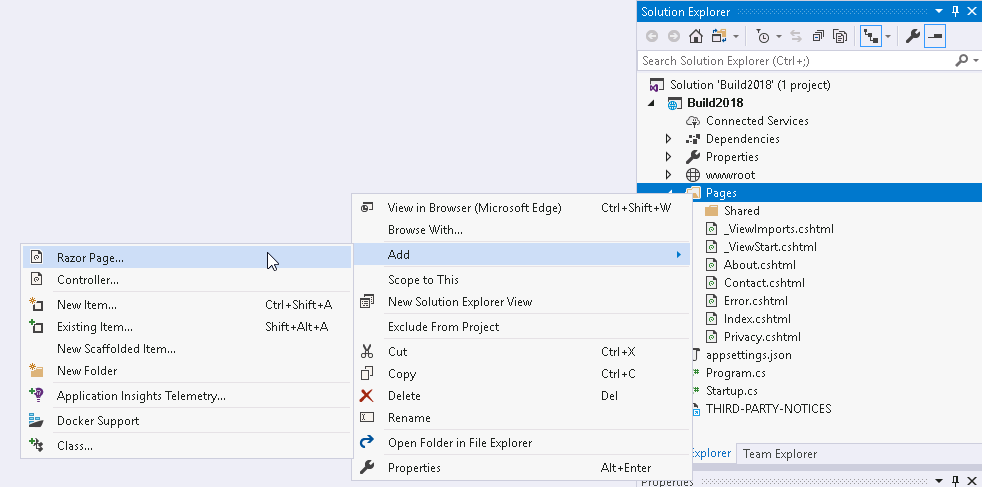 Solution Explorer
Search Solution Explorer (Ctrl+;)
Solution 'Build2018' (1 project)
Build2018
Connected Services
Dependencies
Properties
wwwroot
Pages
Shared
_ViewImports.cshtml
_ViewStart.cshtml
About.cshtml
Contact.cshtml
Error.cshtml
Index.cshtml
Privacy.cshtml
appsettings.json
Program.cs
Startup.cs
THIRD-PARTY-NOTICES
xplorer Team Explorer
Properties
View in Browser (Microsoft Edge) Ctrl+Shift+W
Browse With...
Add
Scope to This
New Solution Explorer View
Exclude From Project
Cut Ctrl+X
Copy Ctrl+C
Delete Del
Rename
Open Folder in File Explorer
Properties Alt+Enter
Razor Page...
Controller...
New Item... Ctrl+Shift+A
Existing Item... Shift+Alt+A
New Scaffolded Item...
New Folder
Application Insights Telemetry...
Docker Support
Class...